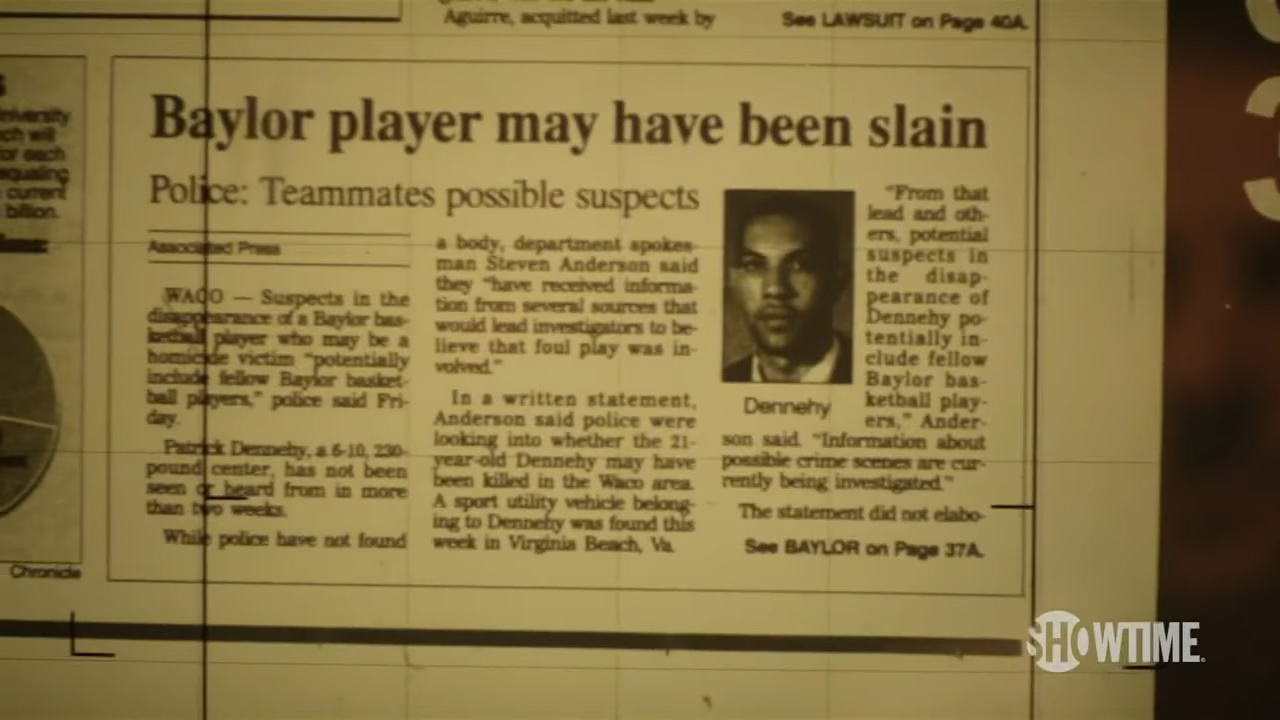 Aguirre, acquitted last week by
See LAWSUIT on Page 40A.
niversity
ch will
or each
equaling
current
billion.
Chronicle
Baylor player may have been slain
Police: Teammates possible suspects
Associated Press
WACO — Suspects in the
disappearance of a Baylor bas-
ketball player who may be a
homicide victim "potentially
include fellow Baylor basket-
ball players," police said Fri-
day.
Patrick Dennehy, a 6-10, 230-
pound center, has not been
seen or heard from in more
than two weeks.
While police have not found
a body, department spokes-
man Steven Anderson said
they "have received informa-
tion from several sources that
would lead investigators to be-
lieve that foul play was in-
volved."
In a written statement,
Anderson said police were
looking into whether the 21-
year-old Dennehy may have
been killed in the Waco area.
A sport utility vehicle belong-
ing to Dennehy was found this
week in Virginia Beach, Va.
Dennehy
"From that
lead and oth-
ers, potential
suspects in
the disap-
pearance of
Dennehy po-
tentially in-
clude fellow
Baylor bas-
ketball play-
ers," Ander-
son said. "Information about
possible crime scenes are cur-
rently being investigated."
The statement did not elabo-
See BAYLOR on Page 37A.
SHOWTIME.